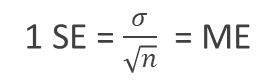 1 SE = σ/√n = ME